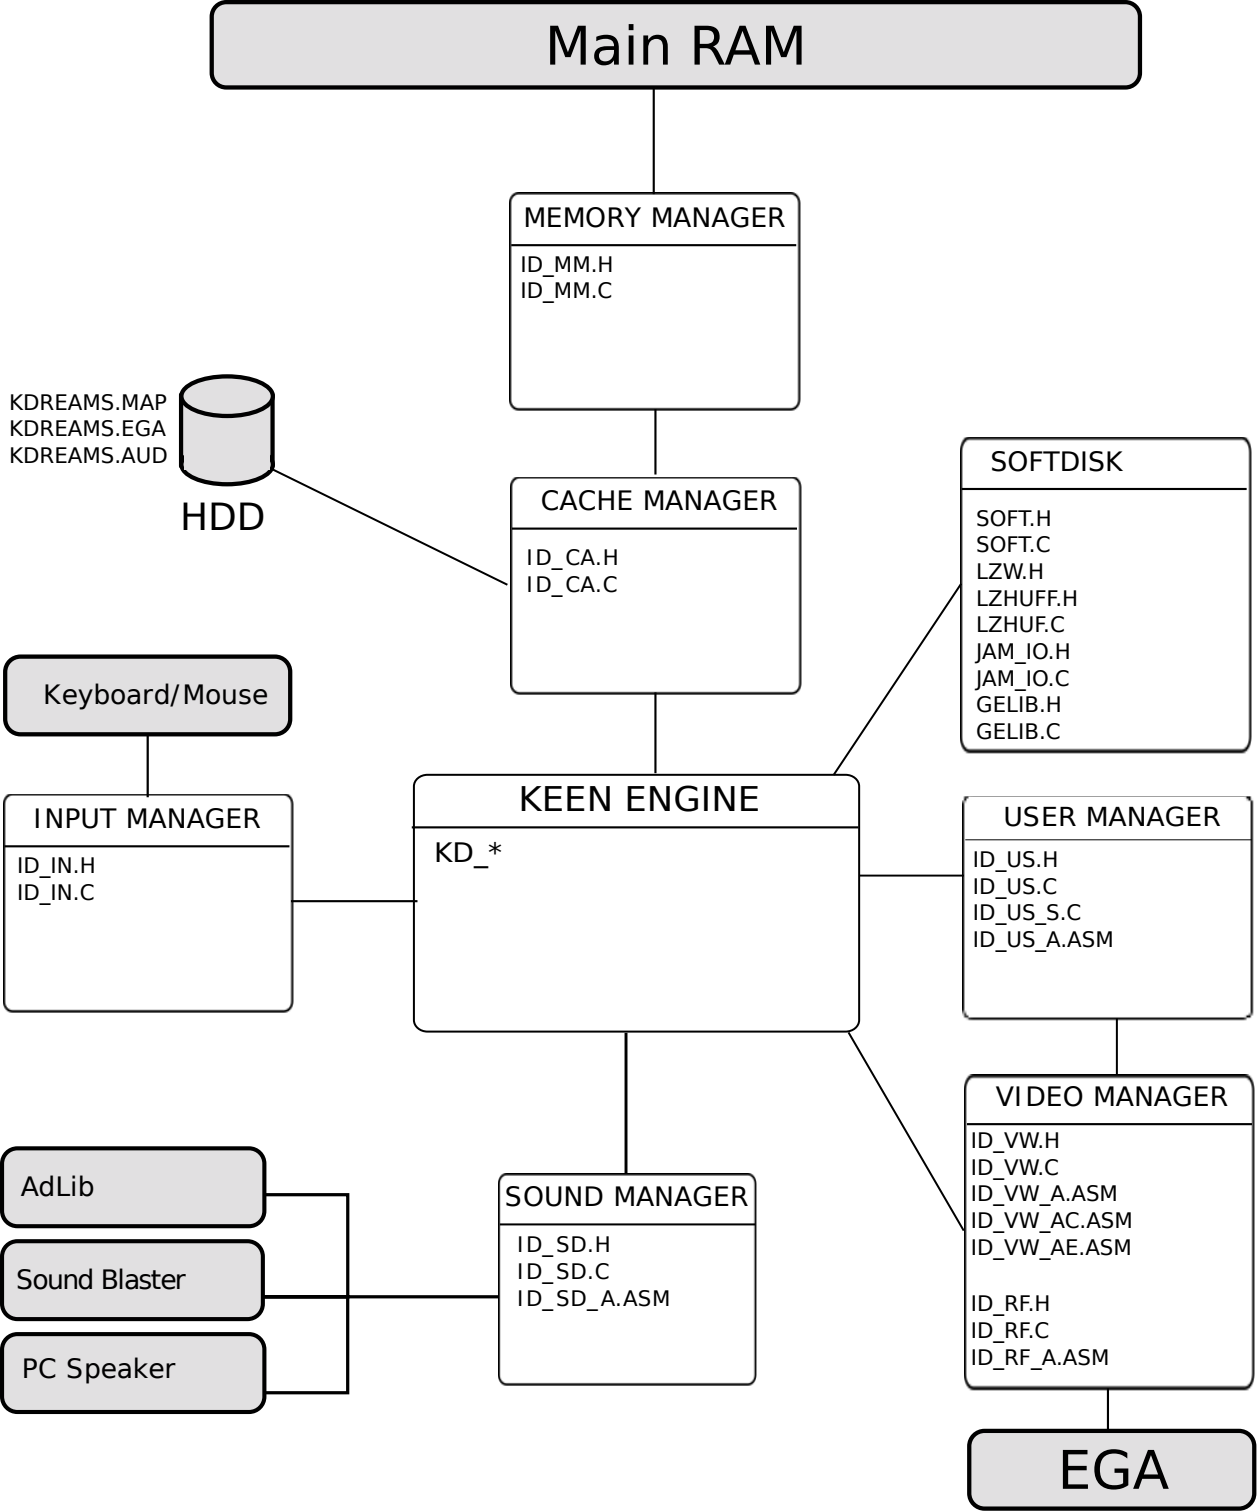 Main RAM
MEMORY MANAGER
ID_MM.H
ID_MM.C
KDREAMS.MAP
KDREAMS.EGA
KDREAMS.AUD
HDD
CACHE MANAGER
ID_CA.H
ID_CA.C
SOFTDISK
SOFT.H
SOFT.C
LZW.H
LZHUFF.H
LZHUF.C
JAM_IO.H
JAM_IO.C
GELIB.H
GELIB.C
Keyboard/Mouse
INPUT MANAGER
ID_IN.H
ID_IN.C
KEEN ENGINE
KD_*
USER MANAGER
ID_US.H
ID_US.C
ID_US_S.C
ID_US_A.ASM
VIDEO MANAGER
ID_VW.H
ID_VW.C
ID_VW_A.ASM
ID_VW_AC.ASM
ID_VW_AE.ASM
ID_RF.H
ID_RF.C
ID_RF_A.ASM
AdLib
Sound Blaster
PC Speaker
SOUND MANAGER
ID_SD.H
ID_SD.C
ID_SD_A.ASM
EGA